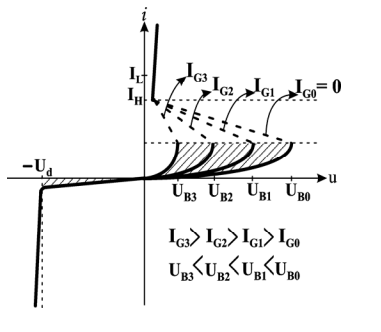 i
I_G3
I_G2
I_G1
I_G0 = 0
I_L
I_H
−U_d
u
U_B3 U_B2 U_B1 U_B0
I_G3> I_G2> I_G1> I_G0
U_B3< U_B2< U_B1< U_B0